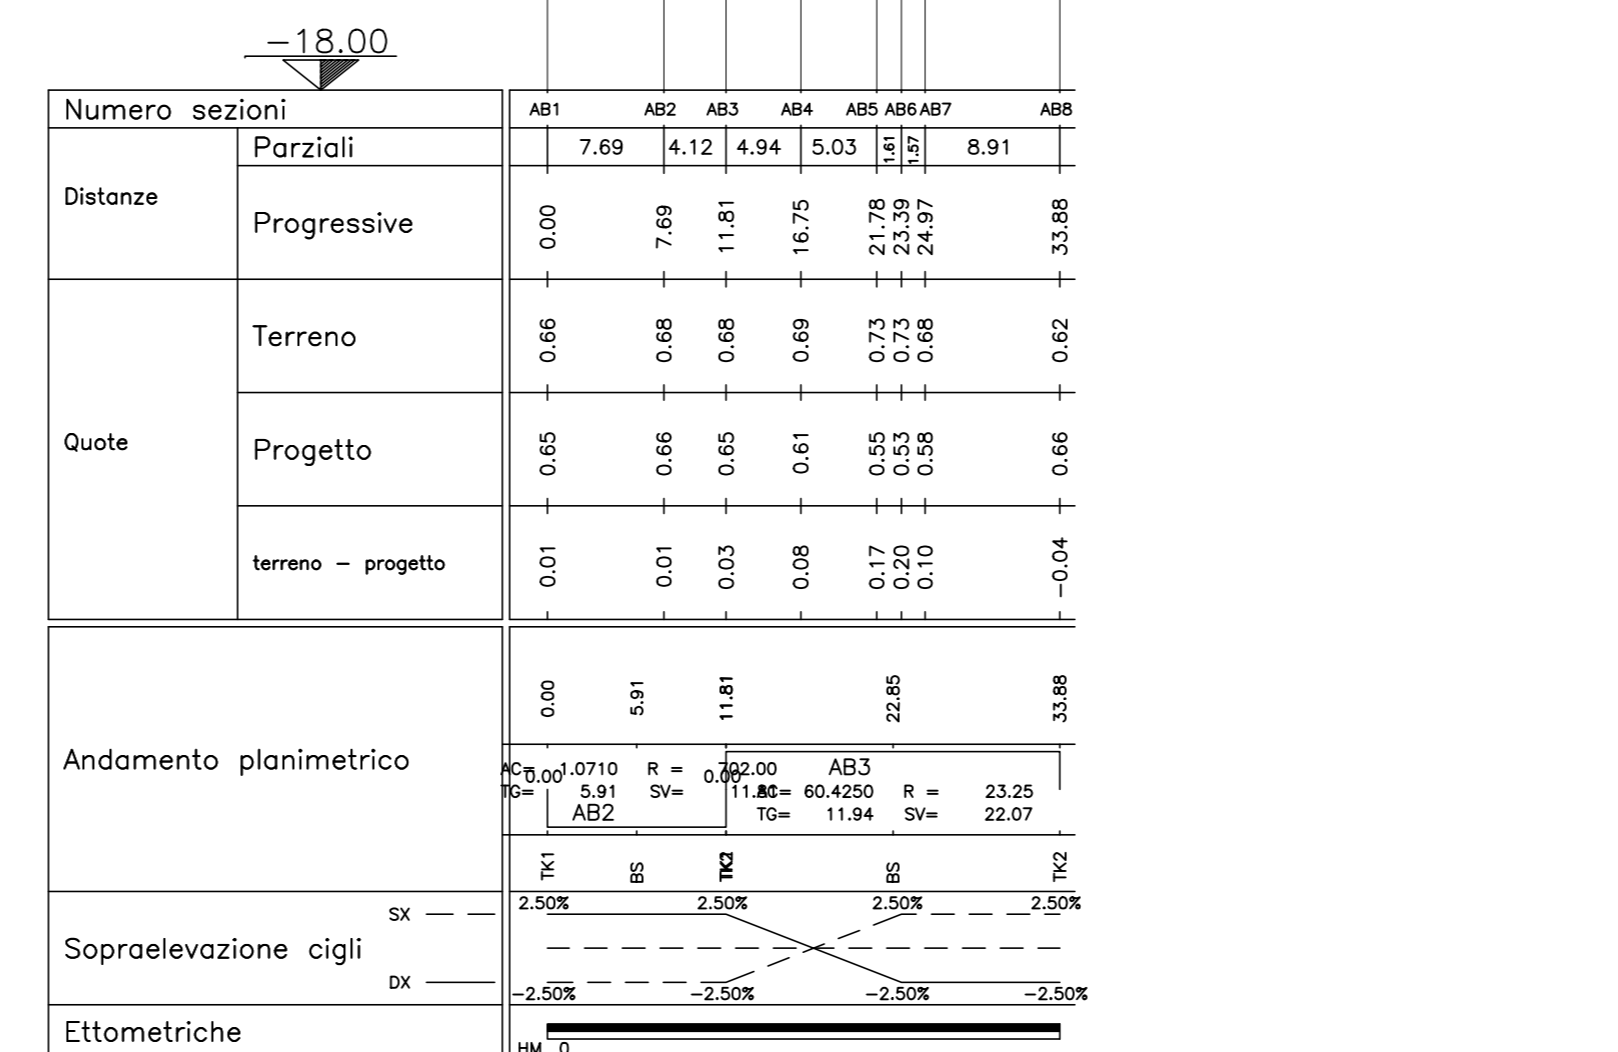 -18.00
Numero sezioni AB1 AB2 AB3 AB4 AB5 AB6 AB7 AB8
Parziali 7.69 4.12 4.94 5.03 1.61 1.57 8.91
Distanze
Progressive 0.00 7.69 11.81 16.75 21.78 23.39 24.97 33.88
Terreno 0.66 0.68 0.68 0.69 0.73 0.73 0.68 0.62
Quote
Progetto 0.65 0.66 0.65 0.61 0.55 0.53 0.58 0.66
terreno - progetto 0.01 0.01 0.03 0.08 0.17 0.20 0.10 -0.04
0.00 5.91 11.81 22.85 33.88
Andamento planimetrico
AC= 1.0710 R = 702.00 AB3
0.00 0.00
TG= 5.91 SV= 11.81 AC= 60.4250 R = 23.25
AB2 TG= 11.94 SV= 22.07
TK1 BS TK2 BS TK2
2.50% 2.50% 2.50% 2.50%
SX
Sopraelevazione cigli
DX
-2.50% -2.50% -2.50% -2.50%
Ettometriche
HM 0